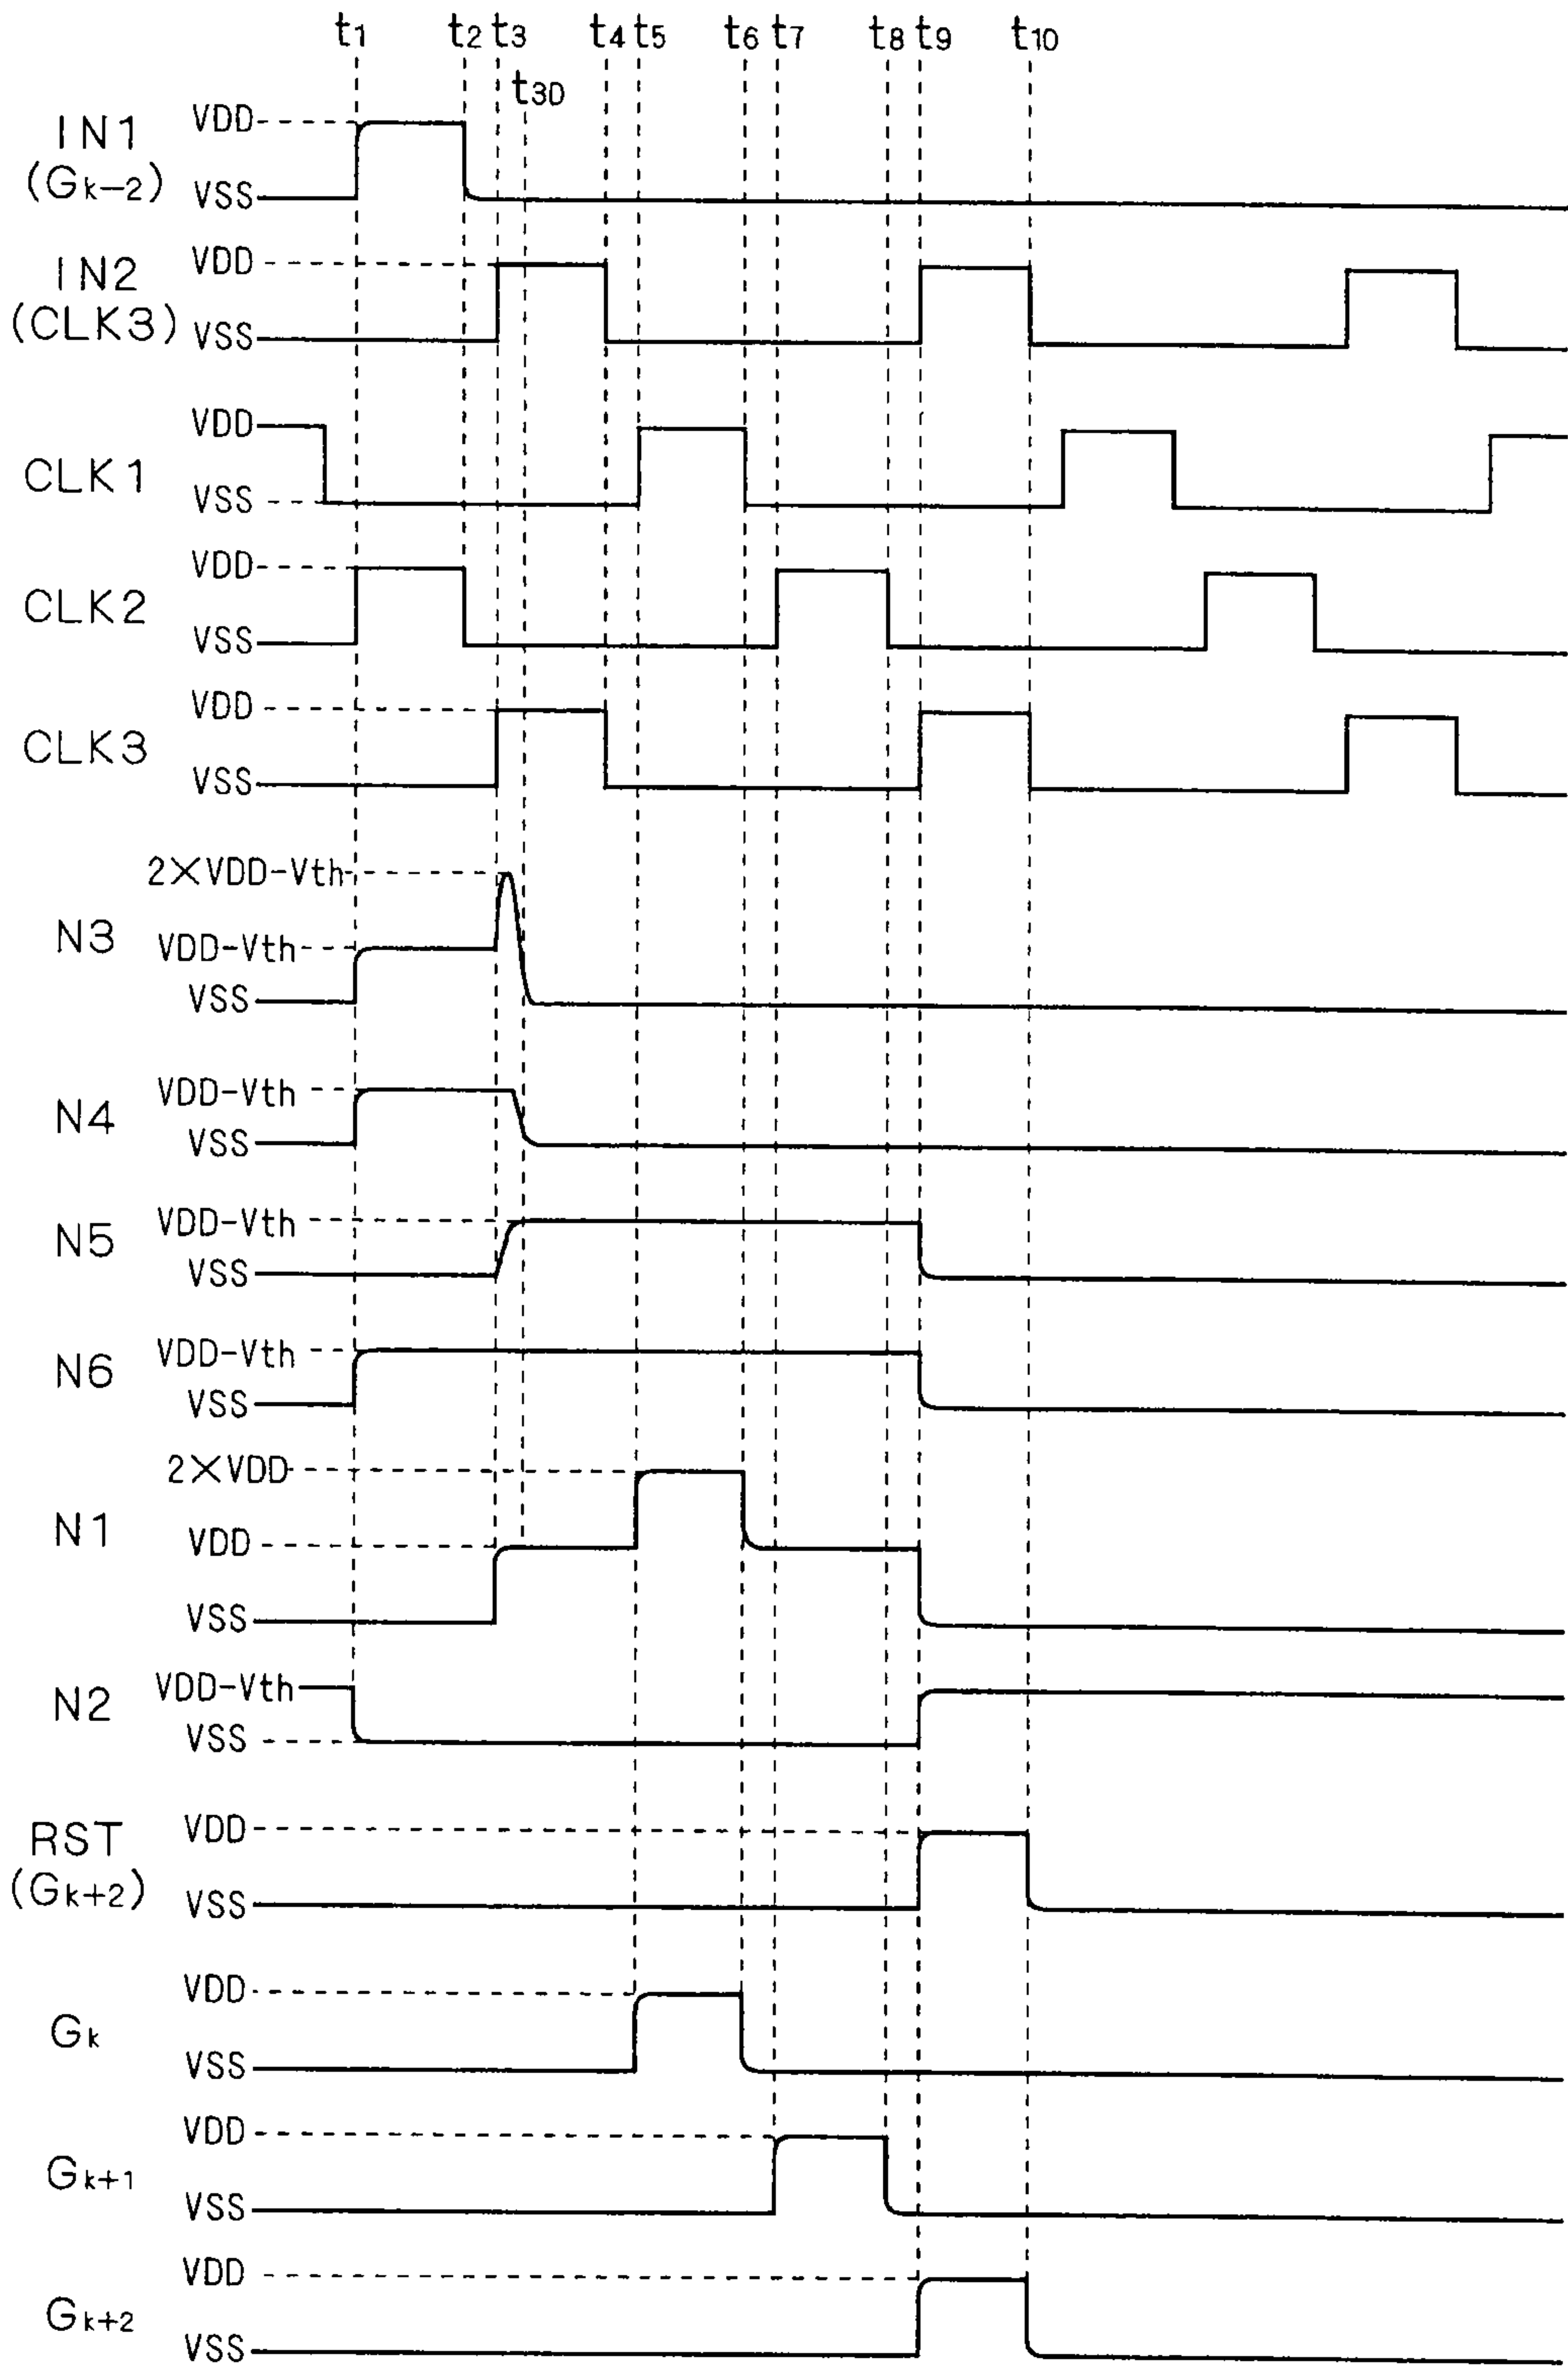 t1 t2 t3 t4 t5 t6 t7 t8 t9 t10
t3D
IN1
(Gk-2)
VDD
VSS
IN2
(CLK3)
VDD
VSS
CLK1
VDD
VSS
CLK2
VDD
VSS
CLK3
VDD
VSS
N3
2×VDD-Vth
VDD-Vth
VSS
N4
VDD-Vth
VSS
N5
VDD-Vth
VSS
N6
VDD-Vth
VSS
N1
2×VDD
VDD
VSS
N2
VDD-Vth
VSS
RST
(Gk+2)
VDD
VSS
Gk
VDD
VSS
Gk+1
VDD
VSS
Gk+2
VDD
VSS